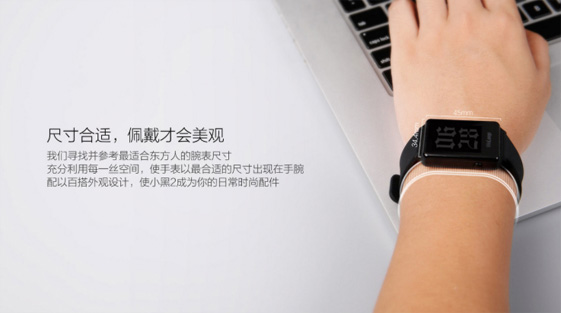 尺寸合适，佩戴才会美观
我们寻找并参考最适合东方人的腕表尺寸
充分利用每一丝空间，使手表以最合适的尺寸出现在手腕
配以百搭外观设计，使小黑2成为你的日常时尚配件
25mm
06
28